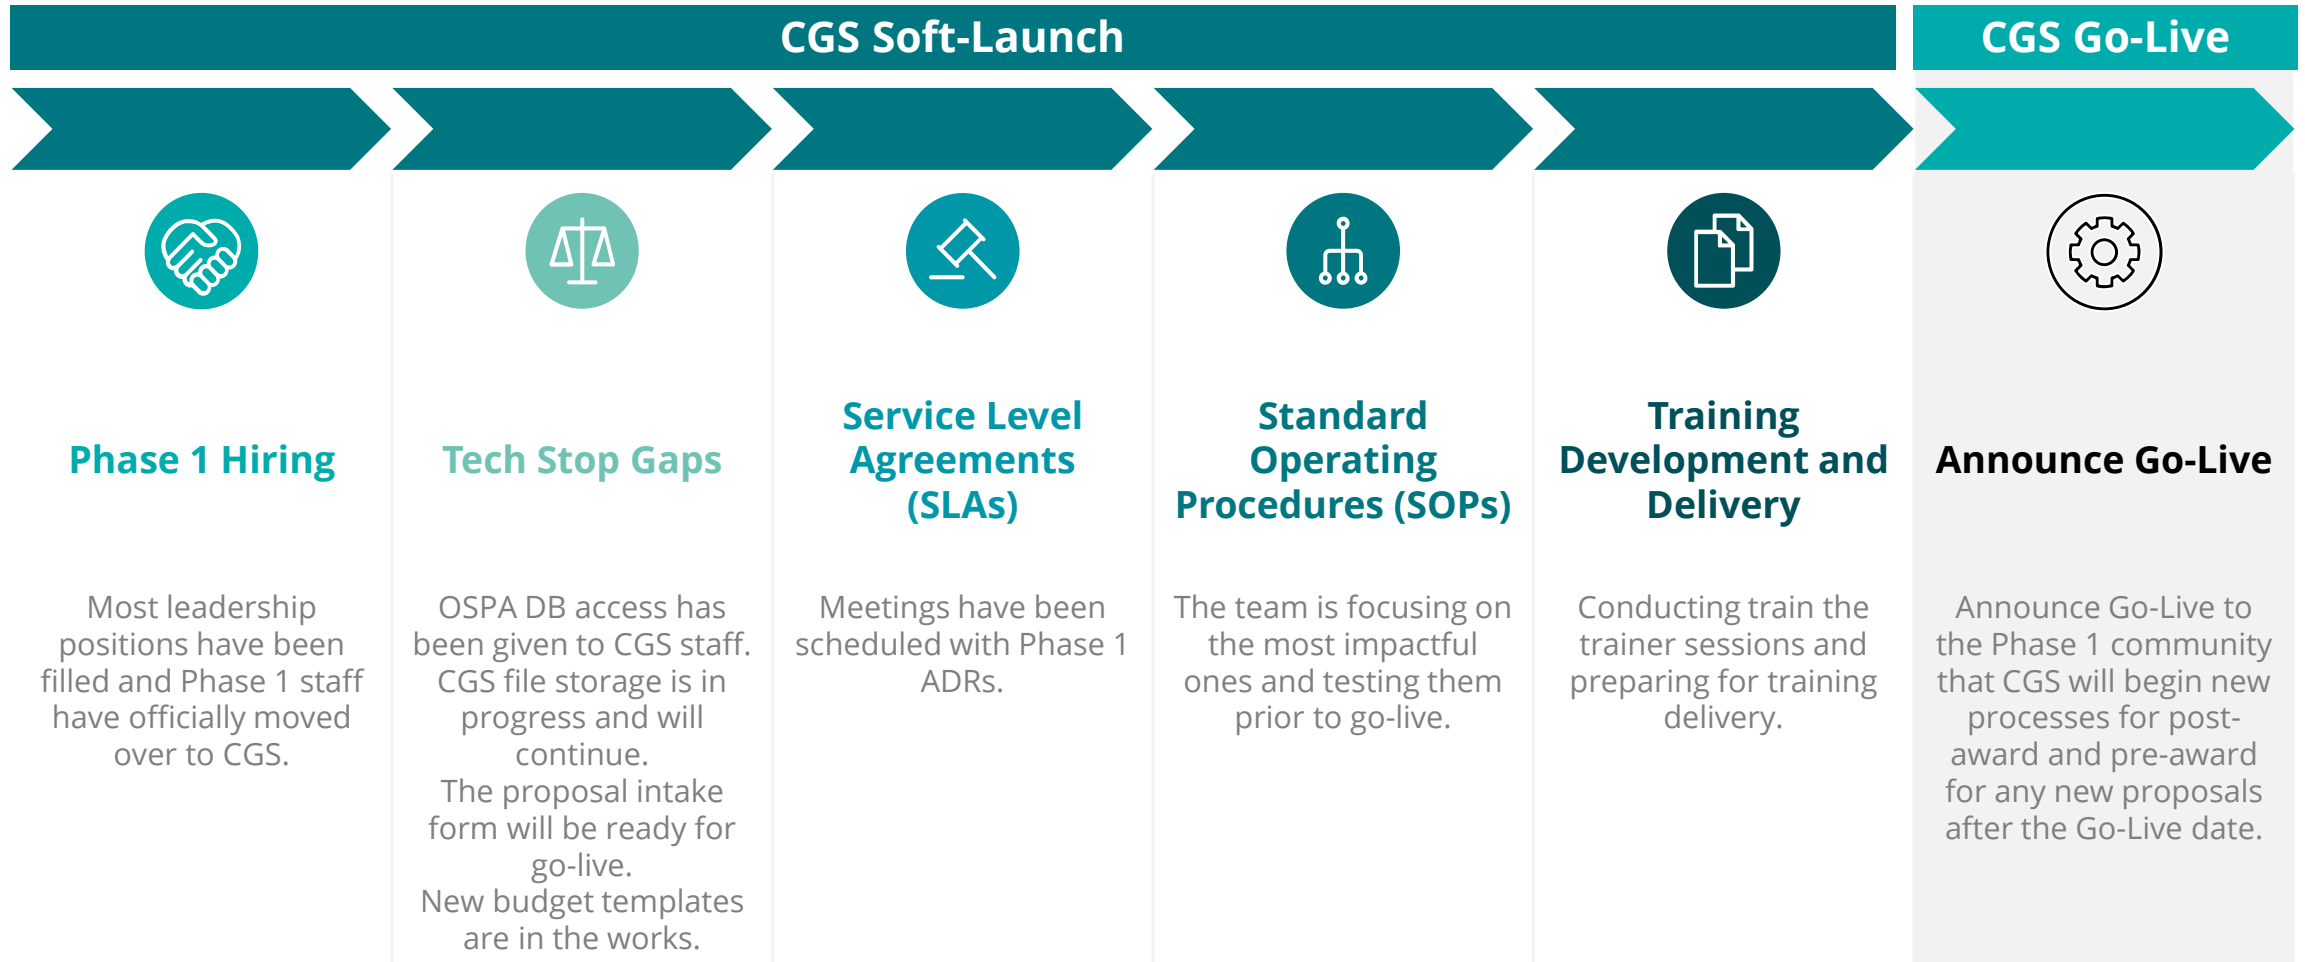 CGS Soft-Launch
CGS Go-Live
Phase 1 Hiring
Most leadership
positions have been
filled and Phase 1 staff
have officially moved
over to CGS.
Tech Stop Gaps
OSPA DB access has
been given to CGS staff.
CGS file storage is in
progress and will
continue.
The proposal intake
form will be ready for
go-live.
New budget templates
are in the works.
Service Level
Agreements
(SLAs)
Meetings have been
scheduled with Phase 1
ADRs.
Standard
Operating
Procedures (SOPs)
The team is focusing on
the most impactful
ones and testing them
prior to go-live.
Training
Development and
Delivery
Conducting train the
trainer sessions and
preparing for training
delivery.
Announce Go-Live
Announce Go-Live to
the Phase 1 community
that CGS will begin new
processes for post-
award and pre-award
for any new proposals
after the Go-Live date.